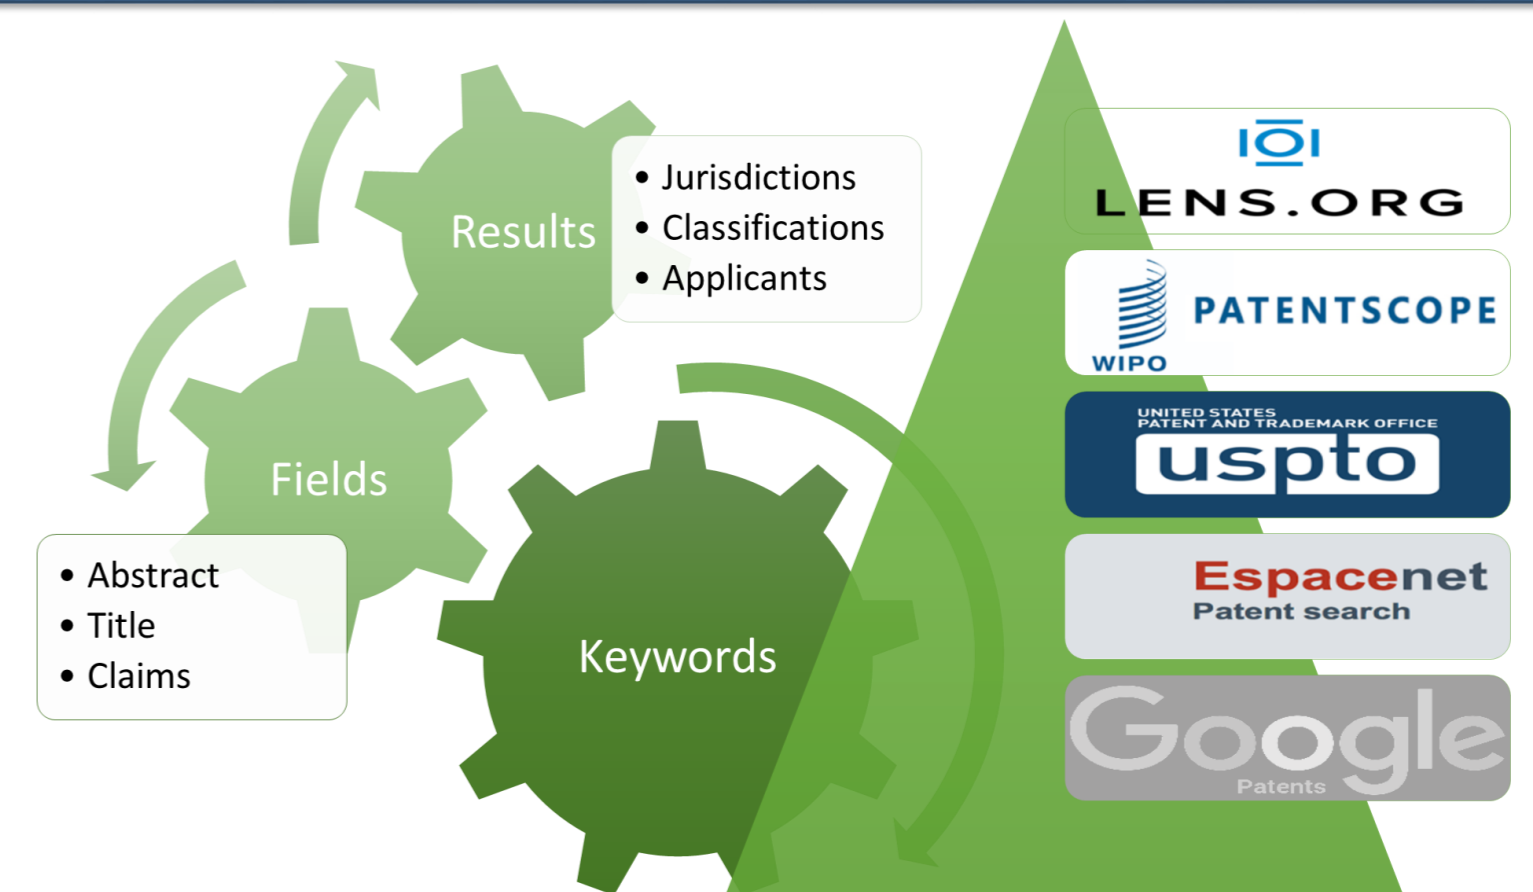 Results
• Jurisdictions
• Classifications
• Applicants
Fields
• Abstract
• Title
• Claims
Keywords
LENS.ORG
WIPO
PATENTSCOPE
UNITED STATES
PATENT AND TRADEMARK OFFICE
uspto
Espacenet
Patent search
Google
Patents